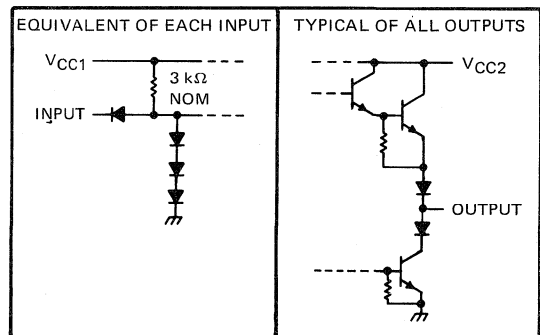 EQUIVALENT OF EACH INPUT
VCC1
3 kΩ
NOM
INPUT
TYPICAL OF ALL OUTPUTS
VCC2
OUTPUT